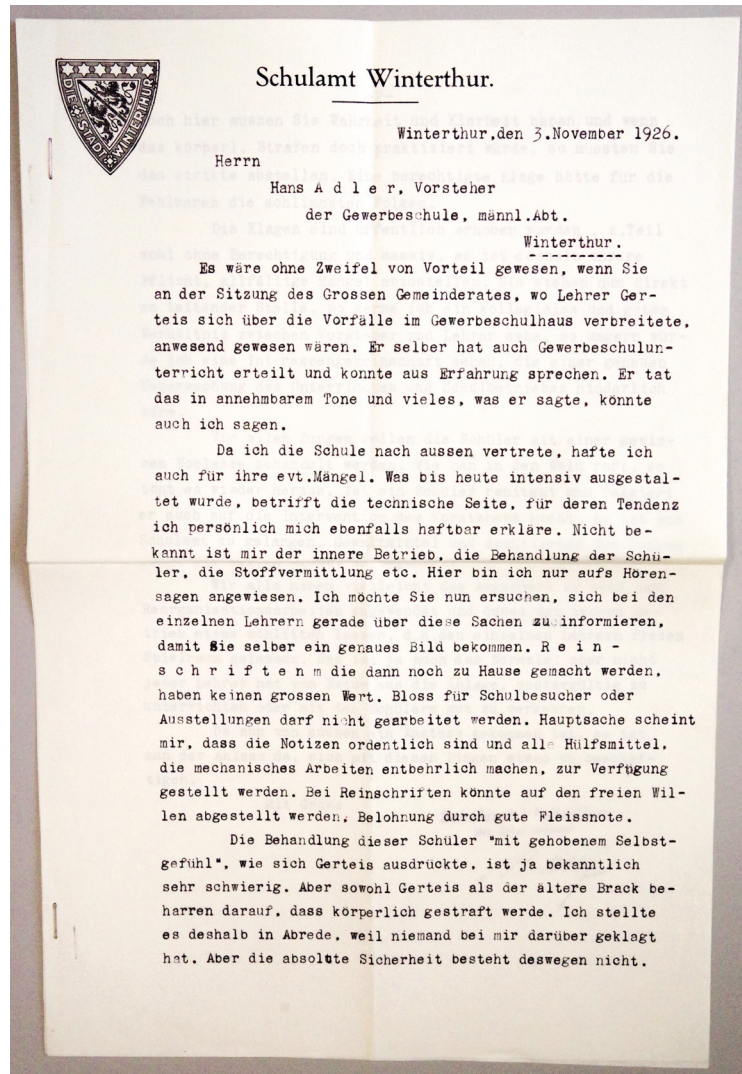 DIE STADT WINTERTHUR
Schulamt Winterthur.
Winterthur,den 3.November 1926.
Herrn
Hans A d l e r, Vorsteher
der Gewerbeschule, männl.Abt.
Winterthur.
Es wäre ohne Zweifel von Vorteil gewesen, wenn Sie
an der Sitzung des Grossen Gemeinderates, wo Lehrer Ger-
teis sich über die Vorfälle im Gewerbeschulhaus verbreitete,
anwesend gewesen wären. Er selber hat auch Gewerbeschulun-
terricht erteilt und konnte aus Erfahrung sprechen. Er tat
das in annehmbarem Tone und vieles, was er sagte, könnte
auch ich sagen.
Da ich die Schule nach aussen vertrete, hafte ich
auch für ihre evt.Mängel. Was bis heute intensiv ausgestal-
tet wurde, betrifft die technische Seite, für deren Tendenz
ich persönlich mich ebenfalls haftbar erkläre. Nicht be-
kannt ist mir der innere Betrieb, die Behandlung der Schü-
ler, die Stoffvermittlung etc. Hier bin ich nur aufs Hören-
sagen angewiesen. Ich möchte Sie nun ersuchen, sich bei den
einzelnen Lehrern gerade über diese Sachen zu informieren,
damit Sie selber ein genaues Bild bekommen. R e i n -
s c h r i f t e n m die dann noch zu Hause gemacht werden,
haben keinen grossen Wert. Bloss für Schulbesucher oder
Ausstellungen darf nicht gearbeitet werden. Hauptsache scheint
mir, dass die Notizen ordentlich sind und alle Hülfsmittel,
die mechanisches Arbeiten entbehrlich machen, zur Verfügung
gestellt werden. Bei Reinschriften könnte auf den freien Wil-
len abgestellt werden, Belohnung durch gute Fleissnote.
Die Behandlung dieser Schüler "mit gehobenem Selbst-
gefühl", wie sich Gerteis ausdrückte, ist ja bekanntlich
sehr schwierig. Aber sowohl Gerteis als der ältere Brack be-
harren darauf, dass körperlich gestraft werde. Ich stellte
es deshalb in Abrede, weil niemand bei mir darüber geklagt
hat. Aber die absolute Sicherheit besteht deswegen nicht.